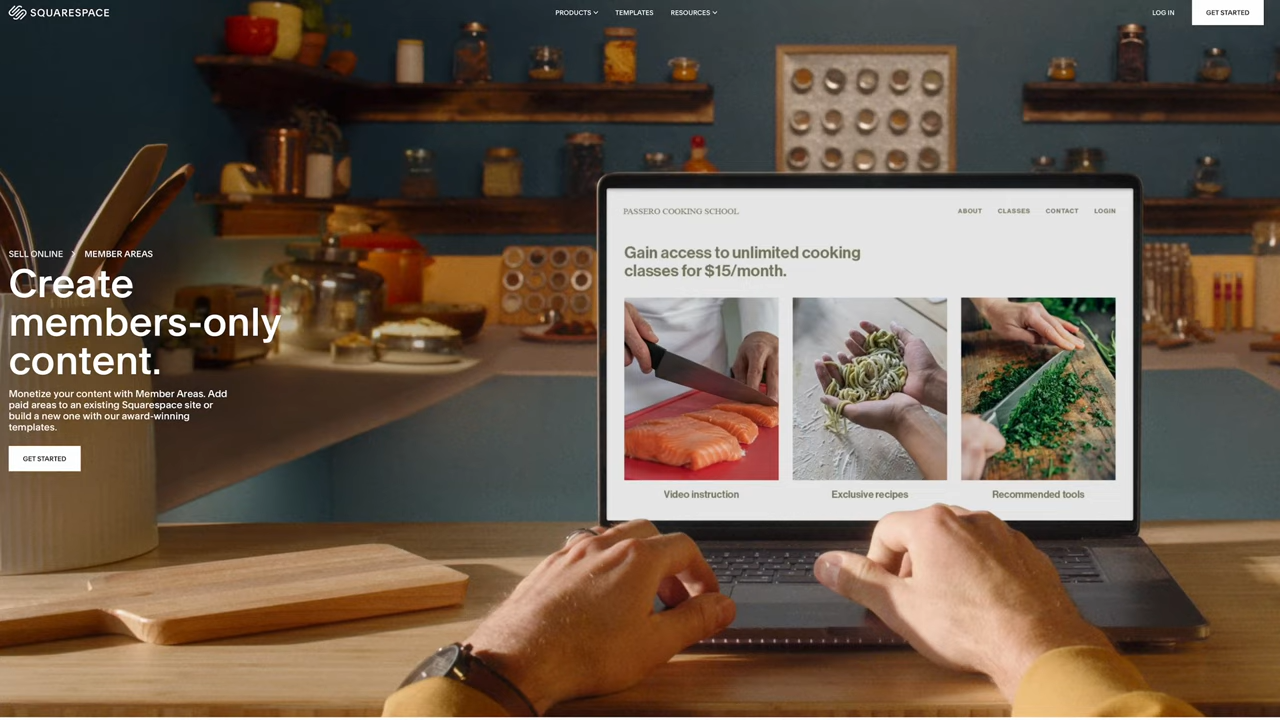 SQUARESPACE
PRODUCTS
TEMPLATES
RESOURCES
LOG IN
GET STARTED
SELL ONLINE
MEMBER AREAS
Create
members-only
content.
Monetize your content with Member Areas. Add
paid areas to an existing Squarespace site or
build a new one with our award-winning
templates.
GET STARTED
PASSERO COOKING SCHOOL
ABOUT
CLASSES
CONTACT
LOGIN
Gain access to unlimited cooking
classes for $15/month.
Video instruction
Exclusive recipes
Recommended tools